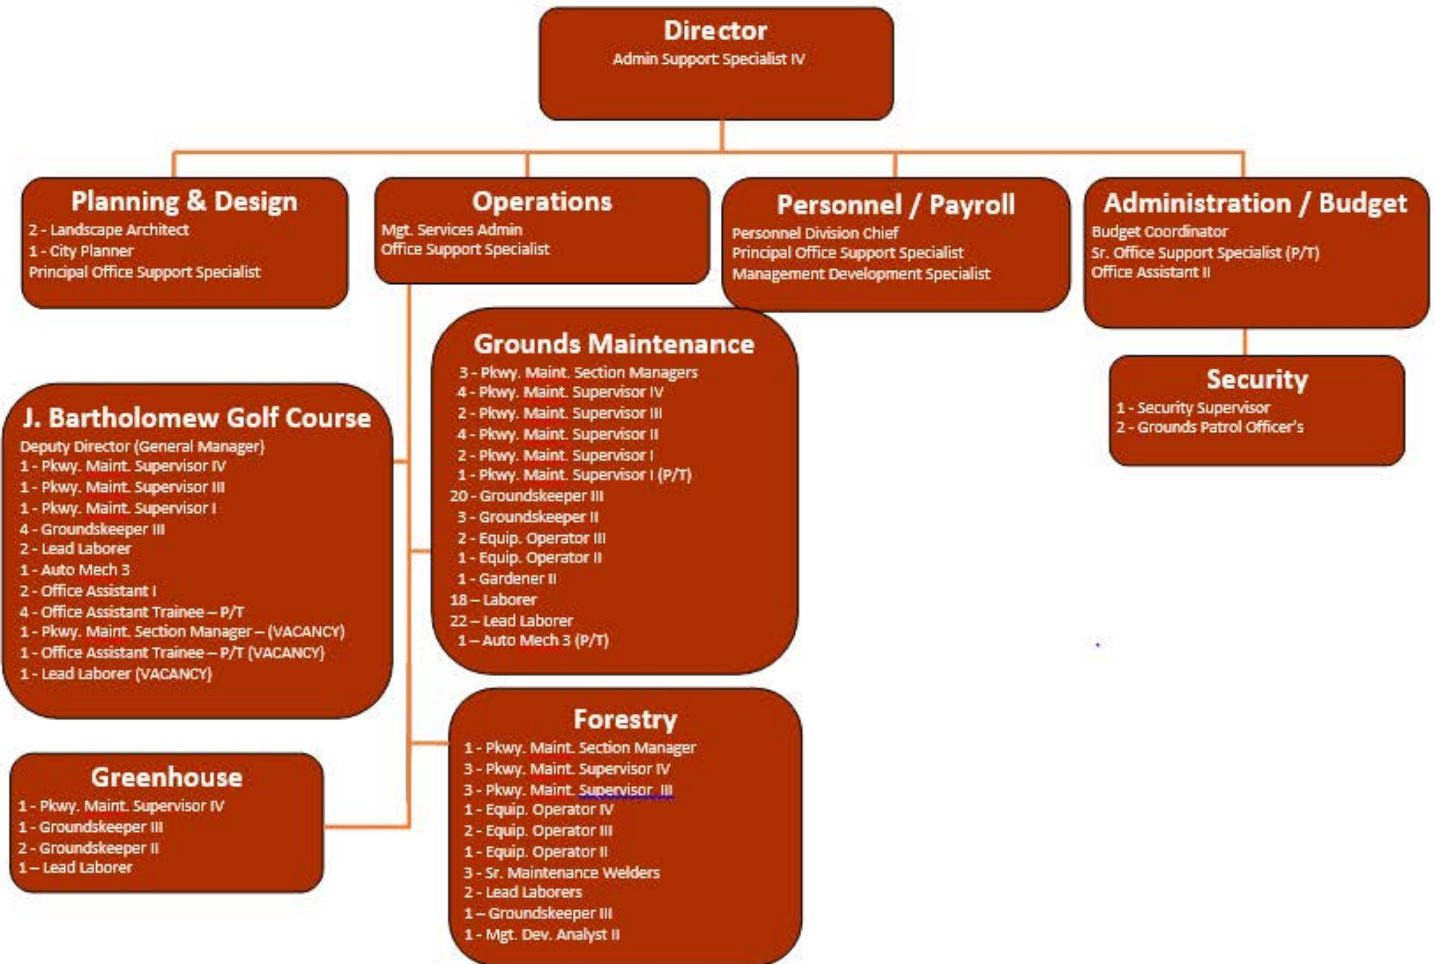 Director
Admin Support Specialist IV
Planning & Design
2 - Landscape Architect
1 - City Planner
Principal Office Support Specialist
Operations
Mgt. Services Admin
Office Support Specialist
Personnel / Payroll
Personnel Division Chief
Principal Office Support Specialist
Management Development Specialist
Administration / Budget
Budget Coordinator
Sr. Office Support Specialist (P/T)
Office Assistant II
Security
1 - Security Supervisor
2 - Grounds Patrol Officer's
J. Bartholomew Golf Course
Deputy Director (General Manager)
1 - Pkwy. Maint. Supervisor IV
1 - Pkwy. Maint. Supervisor III
1 - Pkwy. Maint. Supervisor I
4 - Groundskeeper III
2 - Lead Laborer
1 - Auto Mech 3
2 - Office Assistant I
4 - Office Assistant Trainee – P/T
1 - Pkwy. Maint. Section Manager – (VACANCY)
1 - Office Assistant Trainee – P/T (VACANCY)
1 - Lead Laborer (VACANCY)
Grounds Maintenance
3 - Pkwy. Maint. Section Managers
4 - Pkwy. Maint. Supervisor IV
2 - Pkwy. Maint. Supervisor III
4 - Pkwy. Maint. Supervisor II
2 - Pkwy. Maint. Supervisor I
1 - Pkwy. Maint. Supervisor I (P/T)
20 - Groundskeeper III
3 - Groundskeeper II
2 - Equip. Operator III
1 - Equip. Operator II
1 - Gardener II
18 – Laborer
22 – Lead Laborer
1 – Auto Mech 3 (P/T)
Greenhouse
1 - Pkwy. Maint. Supervisor IV
1 - Groundskeeper III
2 - Groundskeeper II
1 – Lead Laborer
Forestry
1 - Pkwy. Maint. Section Manager
3 - Pkwy. Maint. Supervisor IV
3 - Pkwy. Maint. Supervisor III
1 - Equip. Operator IV
2 - Equip. Operator III
1 - Equip. Operator II
3 - Sr. Maintenance Welders
2 - Lead Laborers
1 – Groundskeeper III
1 - Mgt. Dev. Analyst II